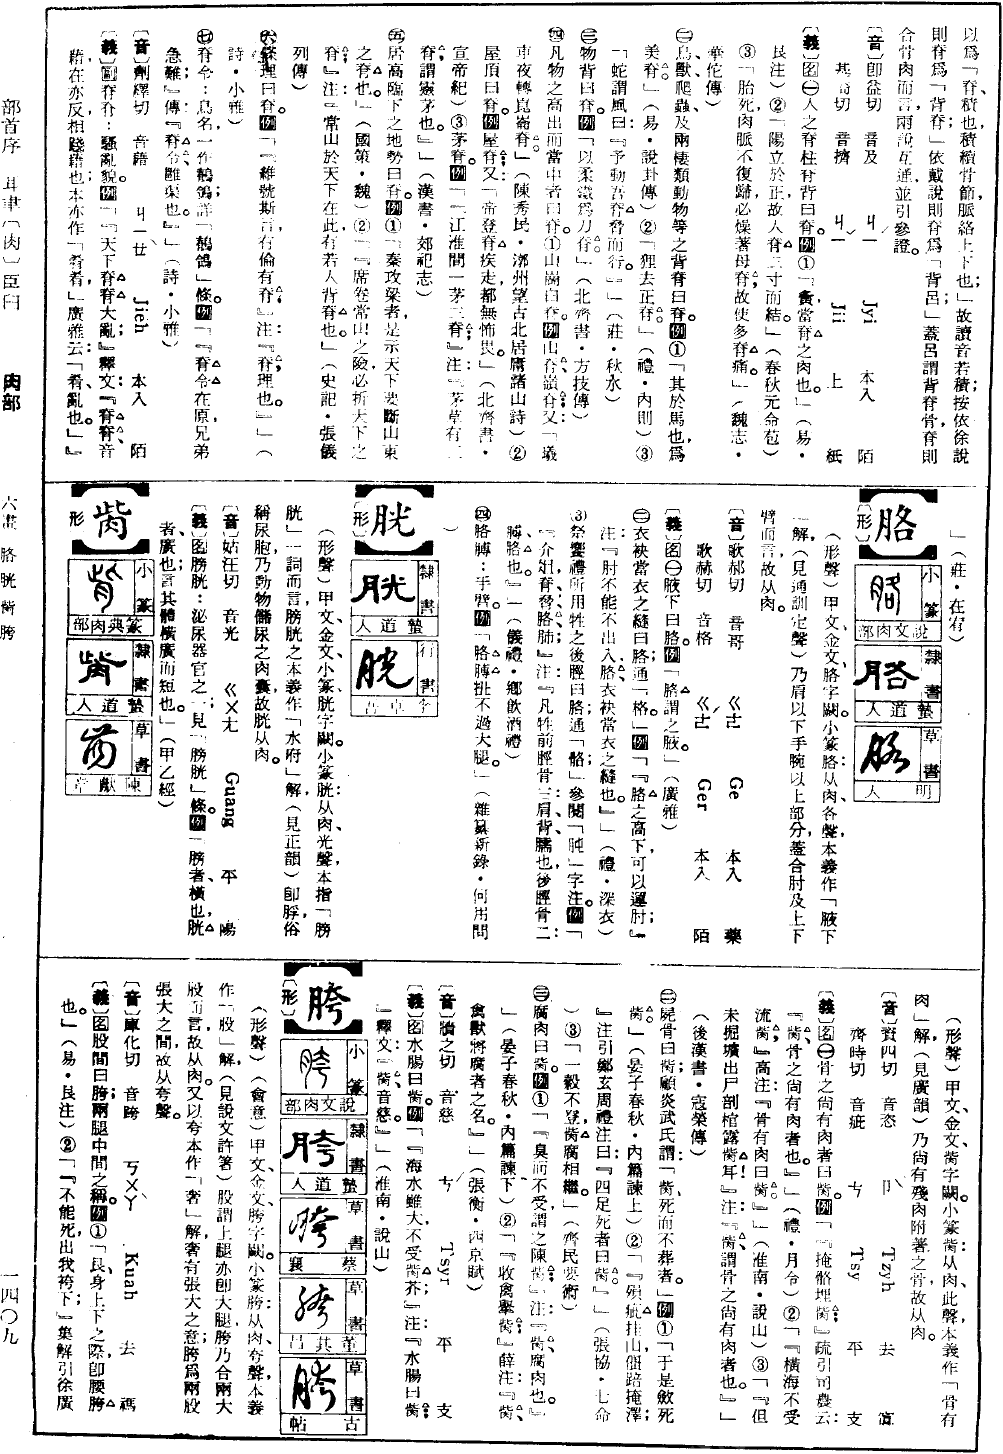 以為「脊積也積續骨節脈絡上下也；」故讀音若積按依徐說
則脊為「背脊；」依戴說則脊為「背呂；」蓋呂謂背脊骨脊則
合骨肉而言兩說互通並引參證。
〔音〕卽益切 音及 ㄐㄧˊ Jyi 本入 陌
ㄐㄧˇ Jii 上 紙
〔義〕名㊀人之脊柱脊背曰脊。例①「夤當脊之肉也。」（易·
艮注）②「陽立於正故人脊三寸而結。」（春秋元命苞）
③「胎死肉脈不復歸必燥著母脊故使多脊痛。」（魏志·
華佗傳）
㊁鳥獸爬蟲及兩棲類動物等之背脊曰脊。例①「其於馬也為
美脊。」（易·說卦傳）②「狸去正脊。」（禮·內則）③
「蛇謂風曰『予動吾脊脅而行。』」（莊·秋水）
㊂物背曰脊。例「以柔鐵為刀脊。」（北齊書·方技傳）
㊃凡物之高出而當中者曰脊。①山崗曰脊。例山脊嶺脊又「羲
車夜轉崑崙脊。」（陳秀民·漷州望古北居庸諸山詩）②
屋頂曰脊。例屋脊又「帝登脊疾走都無怖畏。」（北齊書·
宣帝紀）③茅脊。例「『江淮間一茅三脊；』注『茅草有三
脊謂靈茅也。』」（漢書·郊祀志）
㊄居高臨下之地勢曰脊。例①「秦攻梁者是示天下要斷山東
之脊也。」（國策·魏）②「『席卷常山之險必折天下之
脊』注『常山於天下在此有若人背脊也。』」（史記·張儀
列傳）
㊅條理曰脊。例「『維號斯言有倫有脊；』注『脊理也。』」（
詩·小雅）
㊆脊令：鳥名，一作鶺鴒詳「鶺鴒」條。例「『脊令在原兄弟
急難』傳『脊令雝渠也。』」（詩·小雅）
〔音〕劑繹切 音藉 ㄐㄧㄝˋ Jieh 本入 陌
〔義〕副脊脊：騷亂貌例「『天下脊脊大亂』釋文『脊脊、音
藉在亦反相踐藉也本亦作「肴肴」廣雅云：「肴、亂也。」』
」（莊·在宥）
胳
小篆 說文肉部
隸書 蟄道人
草書 明人
〔形〕（形聲）甲文金文胳字闕。小篆胳：从肉、各聲，本義作「腋下」
解（見通訓定聲）乃肩以下手腕以上部分，蓋合肘及上下
臂而言，故从肉。
〔音〕歌郝切 音哥 ㄍㄜ Ge 本入 藥
歌赫切 音格 ㄍㄜˊ Ger 本入 陌
〔義〕名㊀腋下曰胳。例「胳謂之腋。」（廣雅）
㊁衣袂當衣之縫曰胳；通「袼」例「『胳之高下，可以運肘』
注『肘不能不出入胳衣袂當衣之縫也。』」（禮·深衣）
㊂祭饗禮所用牲之後脛曰胳；通「骼」參閱「肫」字注。例「
『介俎脊脅胳肺』注『凡牲前脛骨三肩背臑也後脛骨二：
膊胳也。』」（儀禮·鄉飲酒禮）
㊃胳膊：手臂。例「胳膊扯不過大腿。」（雜纂新錄·何用問
）
胱
隸書 蟄道人
行書
〔形〕（形聲）甲文金文小篆胱字闕。小篆胱：从肉、光聲，本指「膀
胱」一詞而言，膀胱之本義作「水府」解（見正韻）卽脬，俗
稱尿胞，乃動物儲尿之肉囊，故胱从肉。
〔音〕姑汪切 音光 ㄍㄨㄤ Guang 平 陽
〔義〕名膀胱：泌尿器官之一，見「膀胱」條。例「膀者橫也，胱
者廣也；言其體橫廣而短也。」（甲乙經）
胔
小篆 篆典肉部
隸書 蟄道人
草書 陳獻章
〔形〕（形聲）甲文金文胔字闕。小篆胔：从肉、此聲，本義作「骨有
肉」解，（見廣韻）乃尙有殘肉附著之骨，故从肉。
〔音〕資四切 音恣 ㄗˋ Tzyh 去 寘
齊時切 音疵 ㄘ Tsy 平 支
〔義〕名㊀骨之尙有肉者曰胔。例①「『掩骼埋胔』疏引司農云：
『胔骨之尙有肉者也。』」（禮·月令）②「『橫海不受
流胔』高注：『骨有肉曰胔。』」（淮南·說山）③「『但
未掘壙出尸剖棺露胔耳』注『胔謂骨之尙有肉者也。』」
（後漢書·寇榮傳）
㊁屍骨曰胔；顧炎武氏謂：「胔，死而不葬者。」例①「于是斂死
胔。」（晏子春秋·內篇諫上）②「『殞胔挂山僵踣掩澤；』
注引鄭玄周禮注曰『四足死者曰胔。』」（張協·七命
）③「一穀不登，胔腐相繼。」（齊民要術）
㊂腐肉曰胔。例①「『臭而不受謂之陳胔；』注『胔腐肉也。』
」（晏子春秋·內篇諫下）②「『收禽舉胔』薛注：『胔、
禽獸將腐者之名。』」（張衡·西京賦）
〔音〕牆之切 音慈 ㄘˊ Tsyr 平 支
〔義〕名水腸曰胔。例「『海水雖大不受胔芥』注『水腸曰胔』
『釋文『胔音慈。』」（淮南·說山）
胯
小篆 說文肉部
隸書 蟄道人
草書 蔡襄
草書 董其昌
草書 古帖
〔形〕（形聲）（會意）甲文、金文、胯字闕。小篆胯：从肉、夸聲，本義
作「股」解，（見說文許箸）股謂上腿亦卽大腿胯乃合兩大
股而言，故从肉。又以夸本作「奢」解，奢有張大之意；胯為兩股
張大之間，故从夸聲。
〔音〕庫化切 音跨 ㄎㄨㄚˋ Kuah 去 禡
〔義〕名股間曰胯；兩腿中間之稱。例①「『艮身上下之際卽腰胯
也。」（易·艮注）②「『不能死出我袴下』集解引徐廣
部首序 耳聿〔肉〕臣臼 肉部 六畫 胳胱胔胯 一四〇九